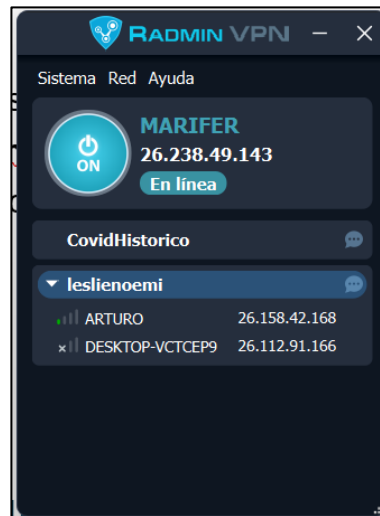 RADMIN VPN
Sistema Red Ayuda
MARIFER
26.238.49.143
ON
En línea
CovidHistorico
leslienoemi
ARTURO 26.158.42.168
DESKTOP-VCTCEP9 26.112.91.166